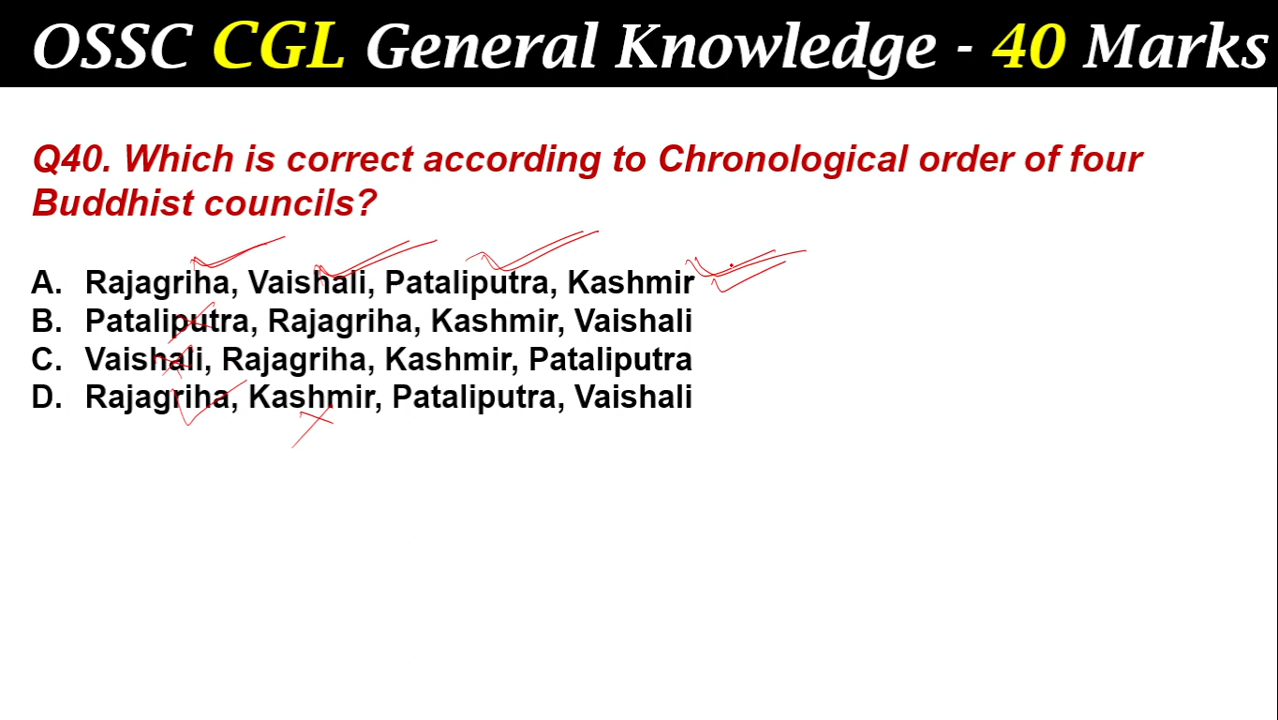 OSSC CGL General Knowledge - 40 Marks
Q40. Which is correct according to Chronological order of four
Buddhist councils?
A. Rajagriha, Vaishali, Pataliputra, Kashmir
B. Pataliputra, Rajagriha, Kashmir, Vaishali
C. Vaishali, Rajagriha, Kashmir, Pataliputra
D. Rajagriha, Kashmir, Pataliputra, Vaishali